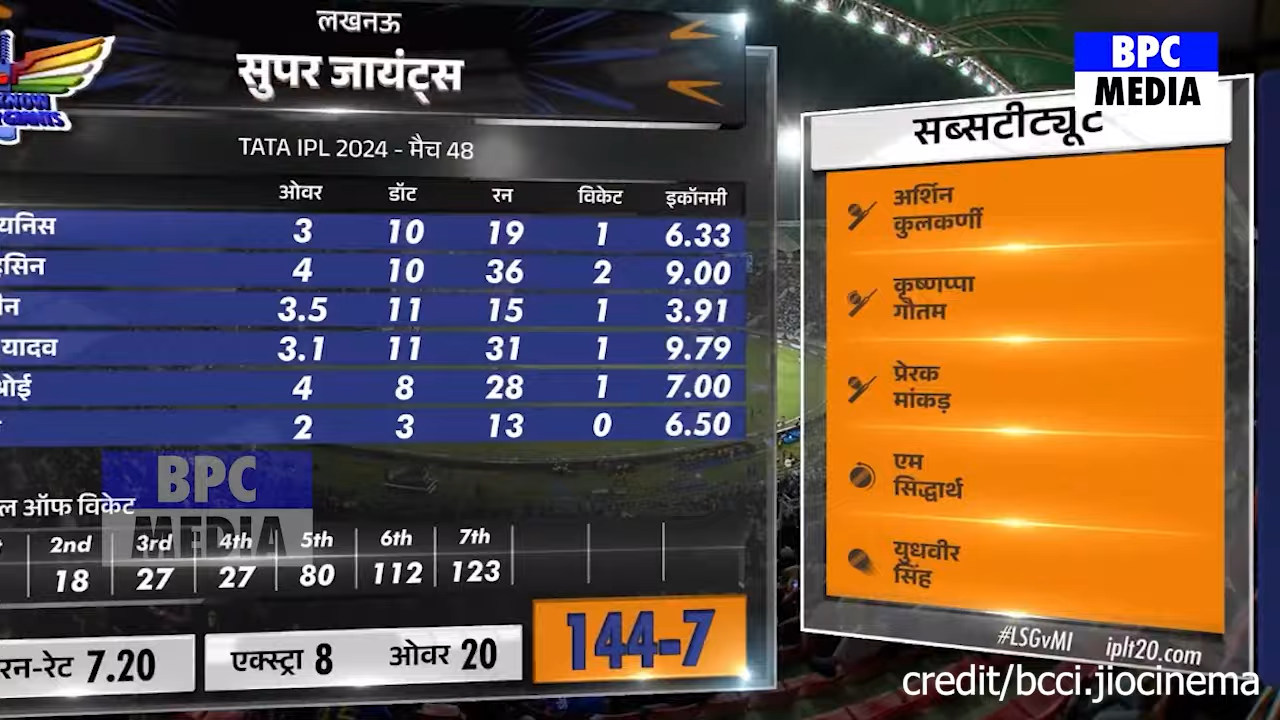 लखनऊ
सुपर जायंट्स
TATA IPL 2024 - मैच 48
ओवर डॉट रन विकेट इकॉनमी
3 10 19 1 6.33
4 10 36 2 9.00
3.5 11 15 1 3.91
यादव 3.1 11 31 1 9.79
4 8 28 1 7.00
2 3 13 0 6.50
ऑफ विकेट
2nd 3rd 4th 5th 6th 7th
18 27 27 80 112 123
रन-रेट 7.20 एक्स्ट्रा 8 ओवर 20 144-7
BPC
MEDIA
BPC
MEDIA
सब्सटीट्यूट
अर्शिन
कुलकर्णी
कृष्णप्पा
गौतम
प्रेरक
मांकड़
एम
सिद्धार्थ
युधवीर
सिंह
#LSGvMI iplt20.com
credit/bcci.jiocinema